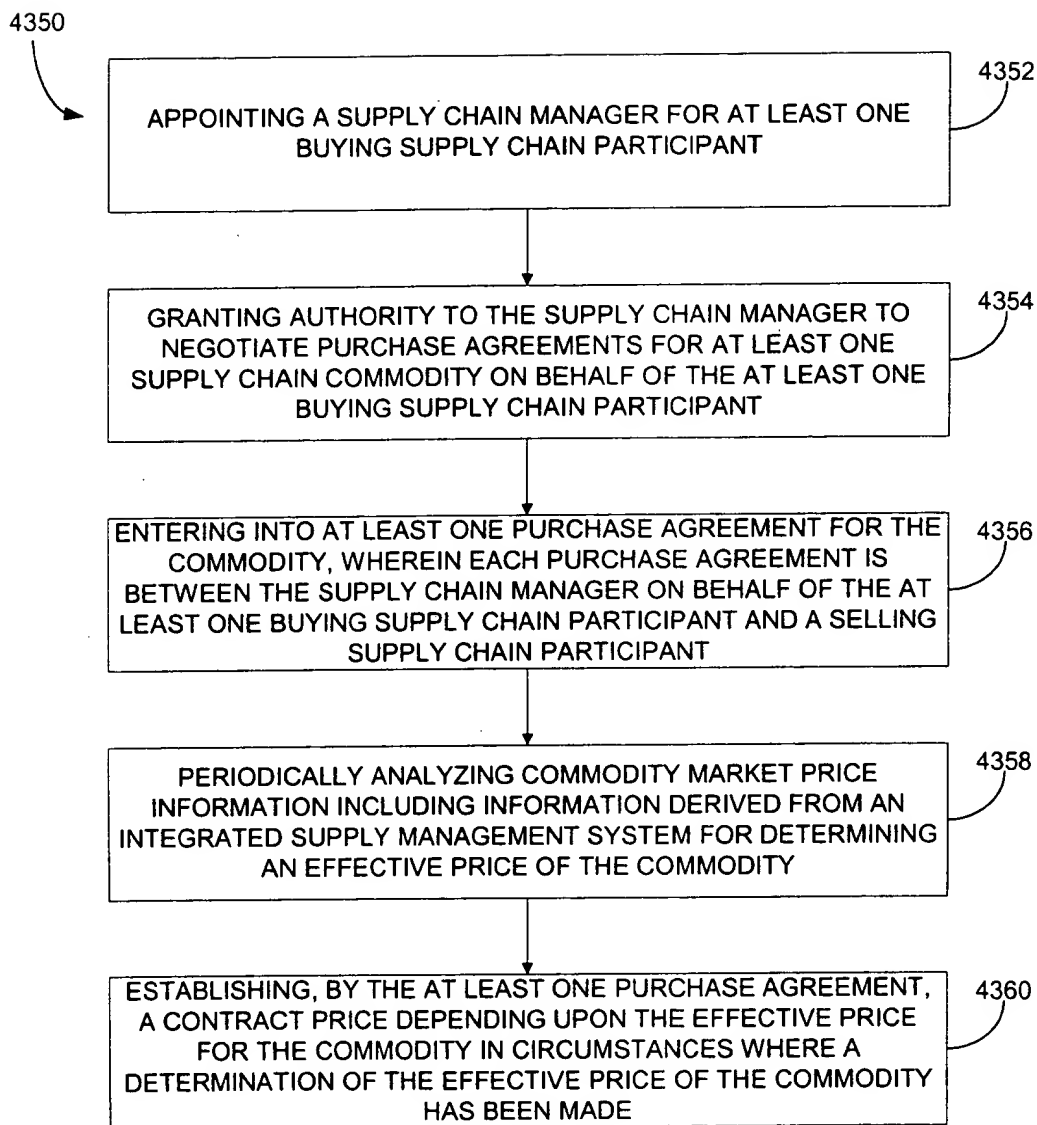 4350
4352
APPOINTING A SUPPLY CHAIN MANAGER FOR AT LEAST ONE
BUYING SUPPLY CHAIN PARTICIPANT
4354
GRANTING AUTHORITY TO THE SUPPLY CHAIN MANAGER TO
NEGOTIATE PURCHASE AGREEMENTS FOR AT LEAST ONE
SUPPLY CHAIN COMMODITY ON BEHALF OF THE AT LEAST ONE
BUYING SUPPLY CHAIN PARTICIPANT
4356
ENTERING INTO AT LEAST ONE PURCHASE AGREEMENT FOR THE
COMMODITY, WHEREIN EACH PURCHASE AGREEMENT IS
BETWEEN THE SUPPLY CHAIN MANAGER ON BEHALF OF THE AT
LEAST ONE BUYING SUPPLY CHAIN PARTICIPANT AND A SELLING
SUPPLY CHAIN PARTICIPANT
4358
PERIODICALLY ANALYZING COMMODITY MARKET PRICE
INFORMATION INCLUDING INFORMATION DERIVED FROM AN
INTEGRATED SUPPLY MANAGEMENT SYSTEM FOR DETERMINING
AN EFFECTIVE PRICE OF THE COMMODITY
4360
ESTABLISHING, BY THE AT LEAST ONE PURCHASE AGREEMENT,
A CONTRACT PRICE DEPENDING UPON THE EFFECTIVE PRICE
FOR THE COMMODITY IN CIRCUMSTANCES WHERE A
DETERMINATION OF THE EFFECTIVE PRICE OF THE COMMODITY
HAS BEEN MADE